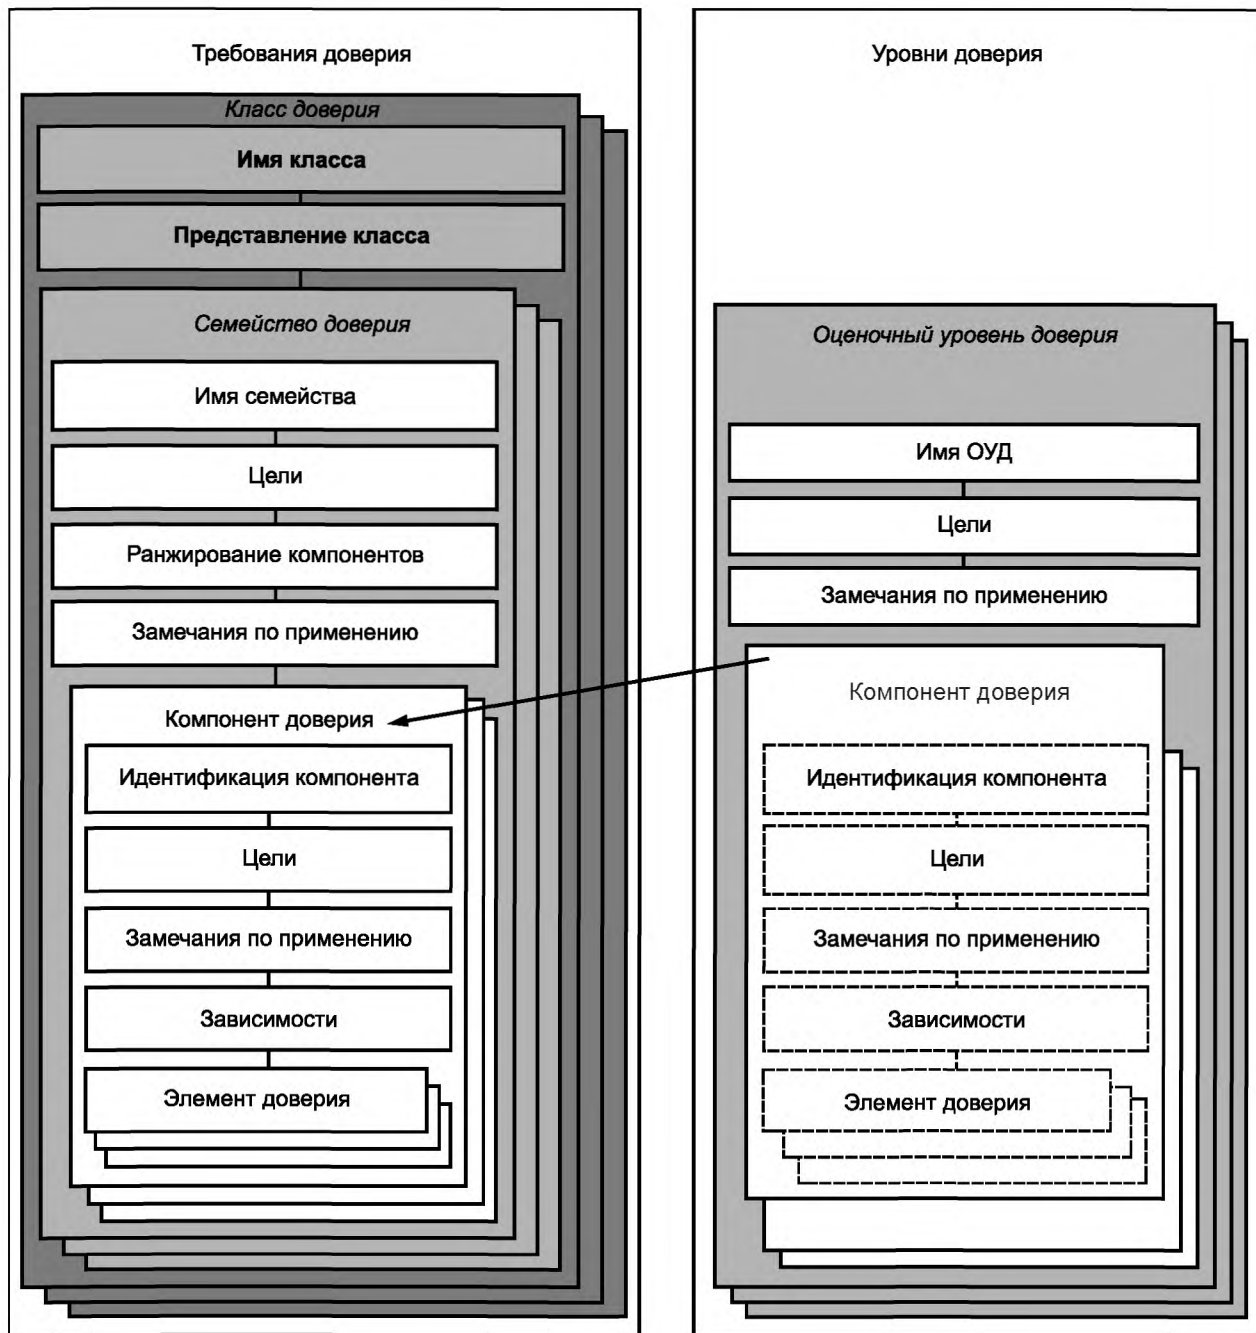 Требования доверия
Класс доверия
Имя класса
Представление класса
Семейство доверия
Имя семейства
Цели
Ранжирование компонентов
Замечания по применению
Компонент доверия
Идентификация компонента
Цели
Замечания по применению
Зависимости
Элемент доверия
Уровни доверия
Оценочный уровень доверия
Имя ОУД
Цели
Замечания по применению
Компонент доверия
Идентификация компонента
Цели
Замечания по применению
Зависимости
Элемент доверия